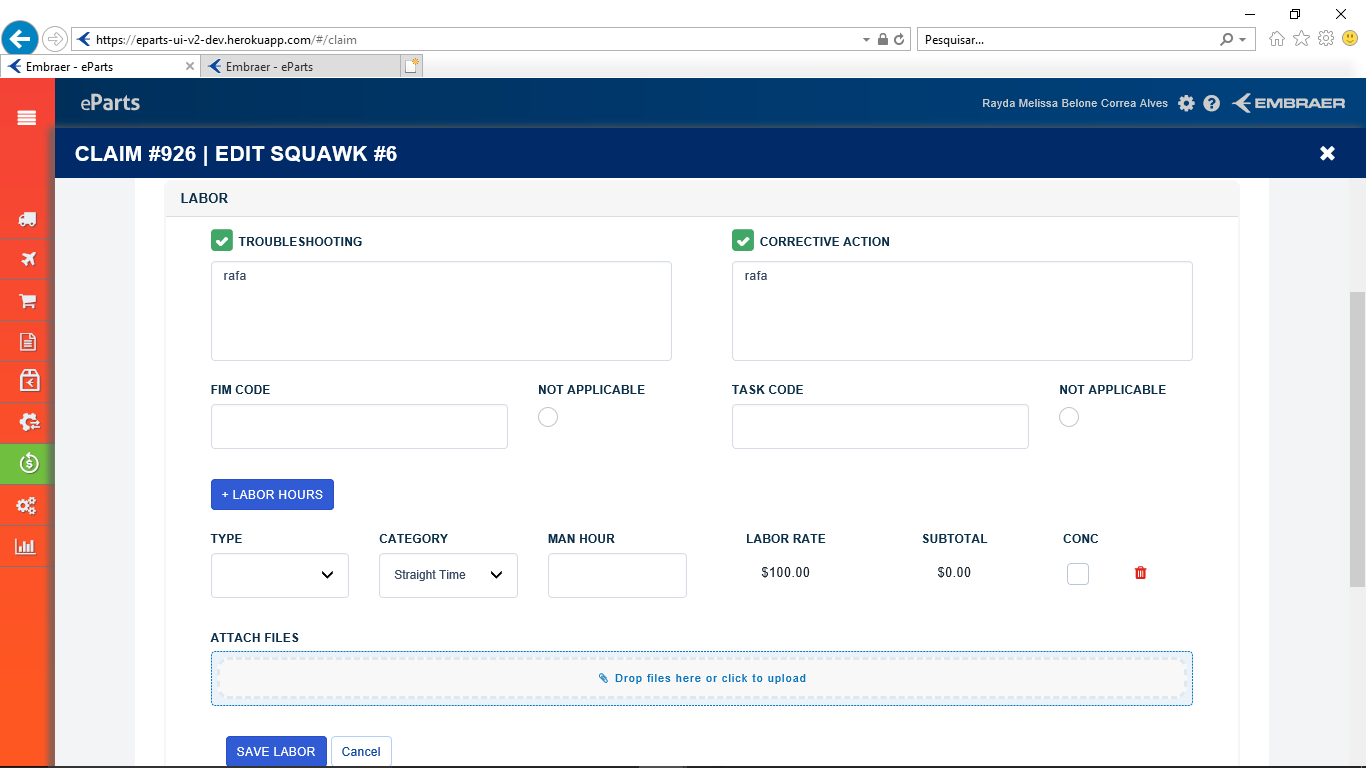 https://eparts-ui-v2-dev.herokuapp.com/#/claim
Pesquisar...
Embraer - eParts
Embraer - eParts
eParts
Rayda Melissa Belone Correa Alves
EMBRAER
CLAIM #926 | EDIT SQUAWK #6
LABOR
TROUBLESHOOTING
CORRECTIVE ACTION
rafa
rafa
FIM CODE
NOT APPLICABLE
TASK CODE
NOT APPLICABLE
+ LABOR HOURS
TYPE
CATEGORY
MAN HOUR
LABOR RATE
SUBTOTAL
CONC
Straight Time
$100.00
$0.00
ATTACH FILES
Drop files here or click to upload
SAVE LABOR
Cancel